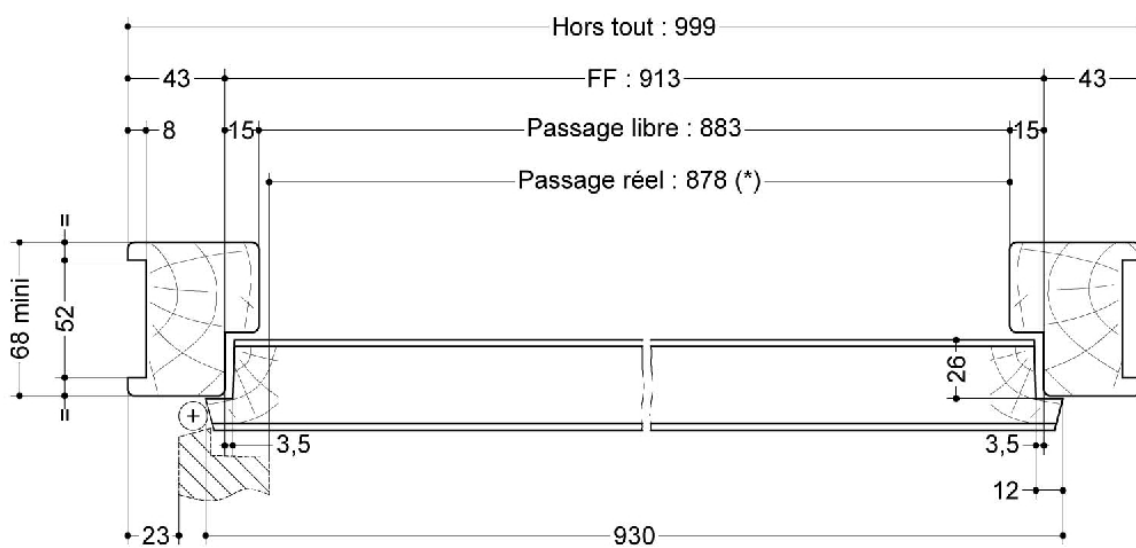 Hors tout : 999
43 FF : 913 43
8 15 Passage libre : 883 15
Passage réel : 878 (*)
=
68 mini
52
=
26
3,5 3,5
12
23 930